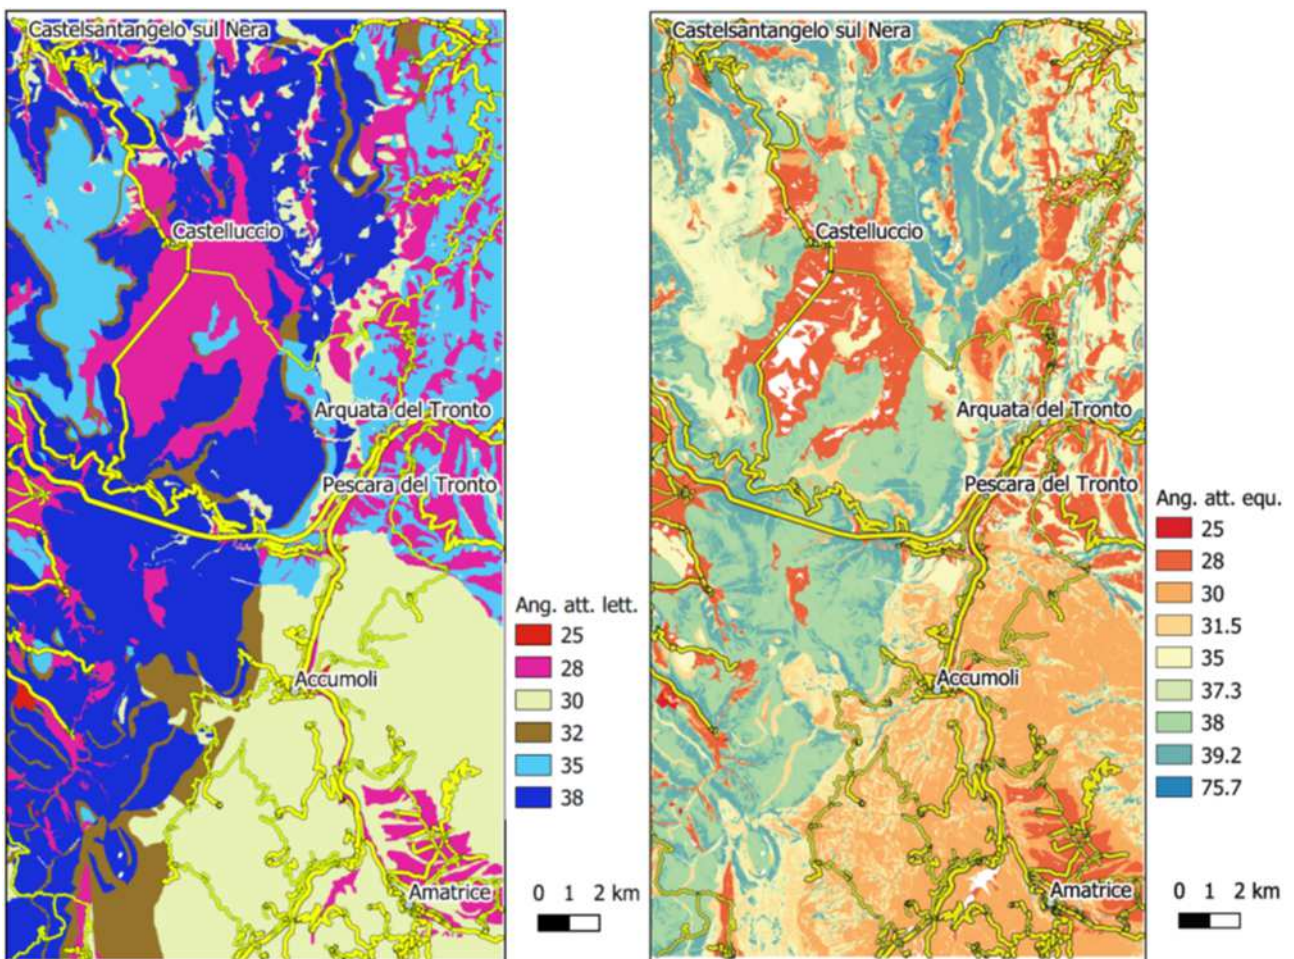 Castelsantangelo sul Nera
Castelluccio
Arquata del Tronto
Pescara del Tronto
Accumoli
Amatrice
Ang. att. lett.
25
28
30
32
35
38
0 1 2 km
Castelsantangelo sul Nera
Castelluccio
Arquata del Tronto
Pescara del Tronto
Accumoli
Amatrice
Ang. att. equ.
25
28
30
31.5
35
37.3
38
39.2
75.7
0 1 2 km